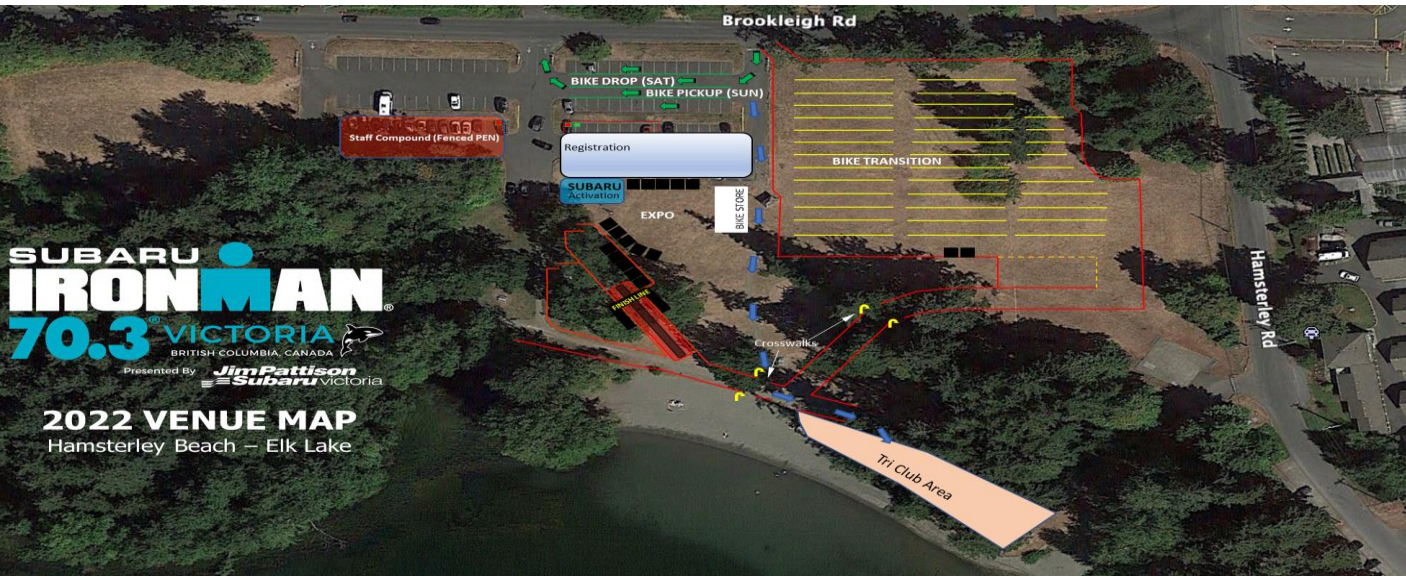 Brookleigh Rd
BIKE DROP (SAT)
BIKE PICKUP (SUN)
Staff Compound (Fenced PEN)
Registration
BIKE TRANSITION
SUBARU
Activation
BIKE STORE
EXPO
Hamsterley Rd
FINISH LINE
Crosswalks
Tri Club Area
SUBARU
IRONMAN®
70.3® VICTORIA
BRITISH COLUMBIA, CANADA
Presented By Jim Pattison
Subaru victoria
2022 VENUE MAP
Hamsterley Beach – Elk Lake